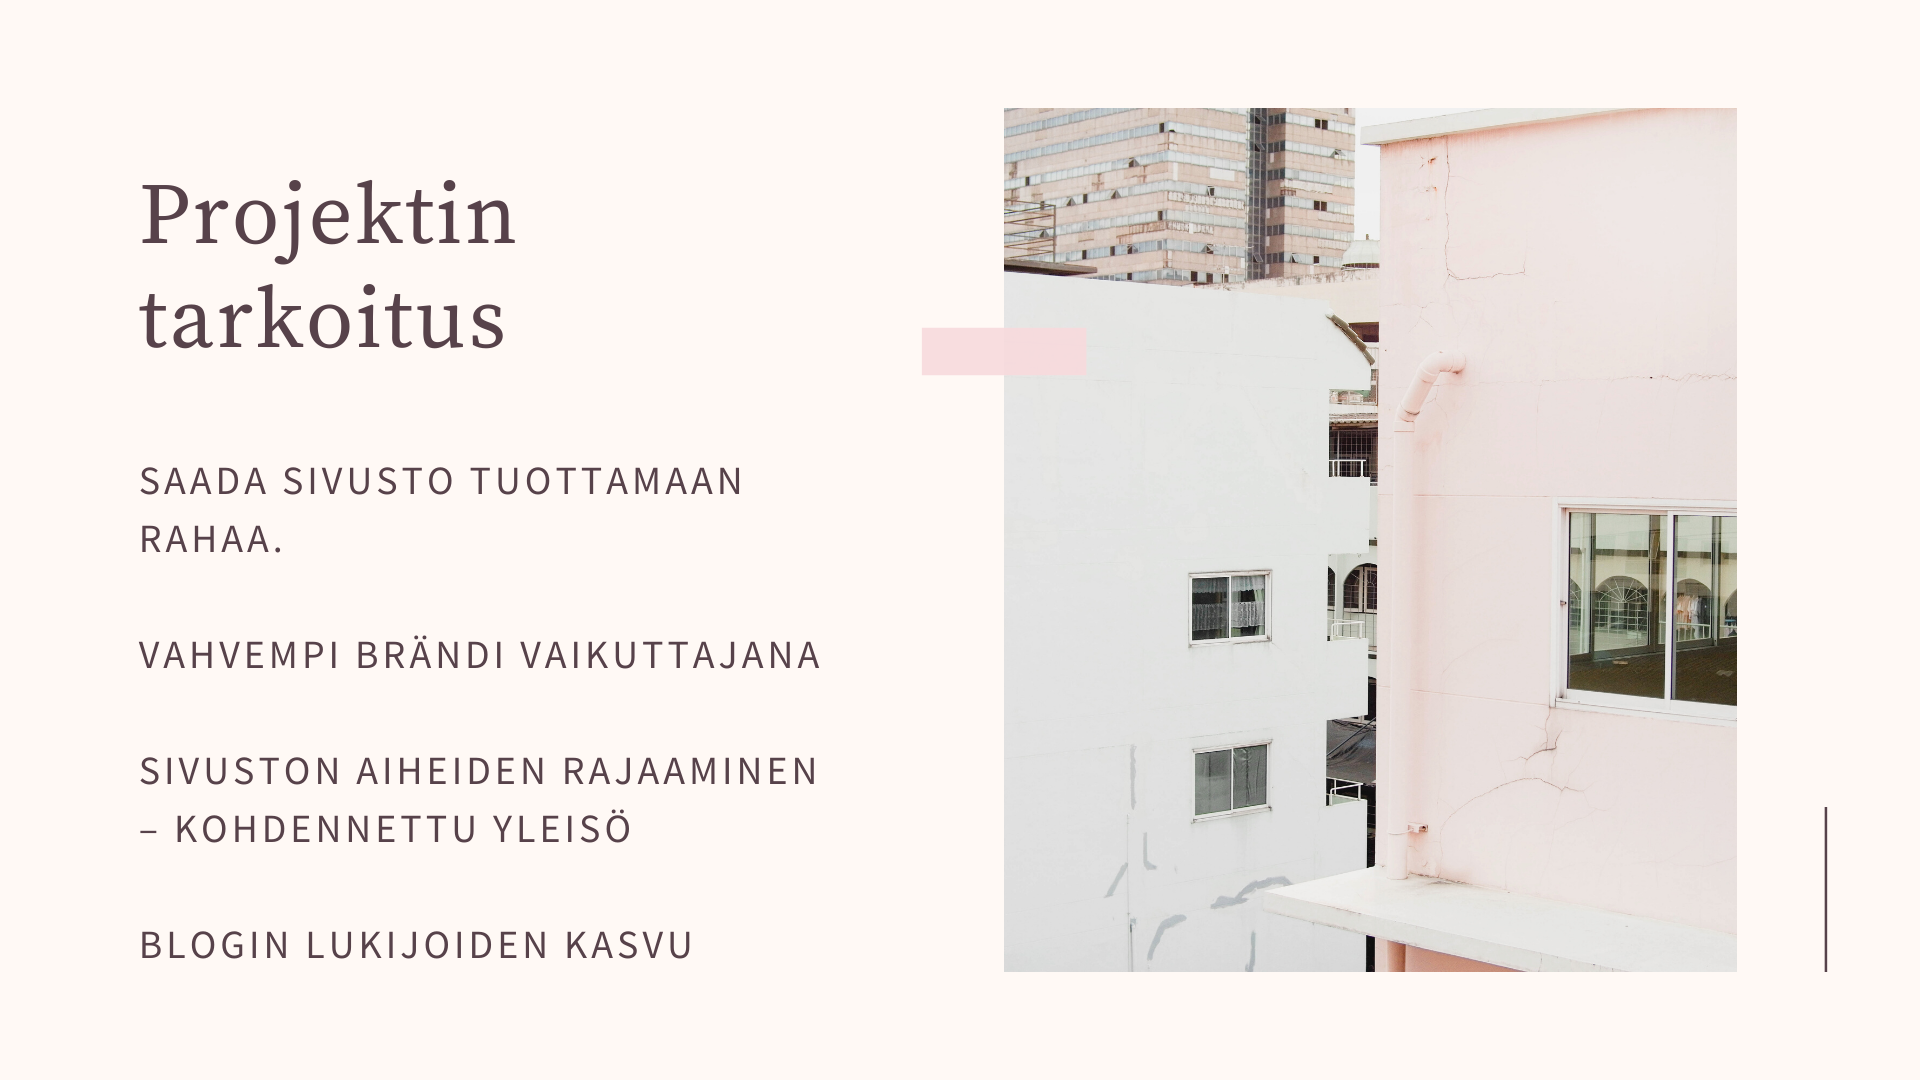 Projektin
tarkoitus
SAADA SIVUSTO TUOTTAMAAN
RAHAA.
VAHVEMPI BRÄNDI VAIKUTTAJANA
SIVUSTON AIHEIDEN RAJAAMINEN
– KOHDENNETTU YLEISÖ
BLOGIN LUKIJOIDEN KASVU